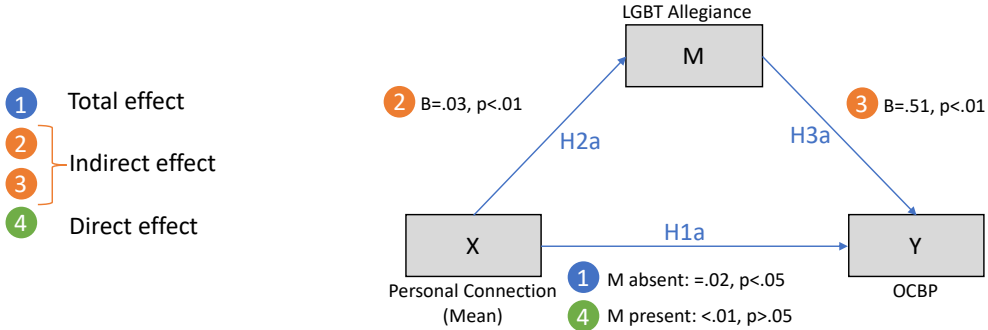 1 Total effect
2
3
Indirect effect
4 Direct effect
LGBT Allegiance
M
2 B=.03, p<.01
3 B=.51, p<.01
H2a
H3a
X
H1a
Y
Personal Connection
(Mean)
1 M absent: =.02, p<.05
4 M present: <.01, p>.05
OCBP